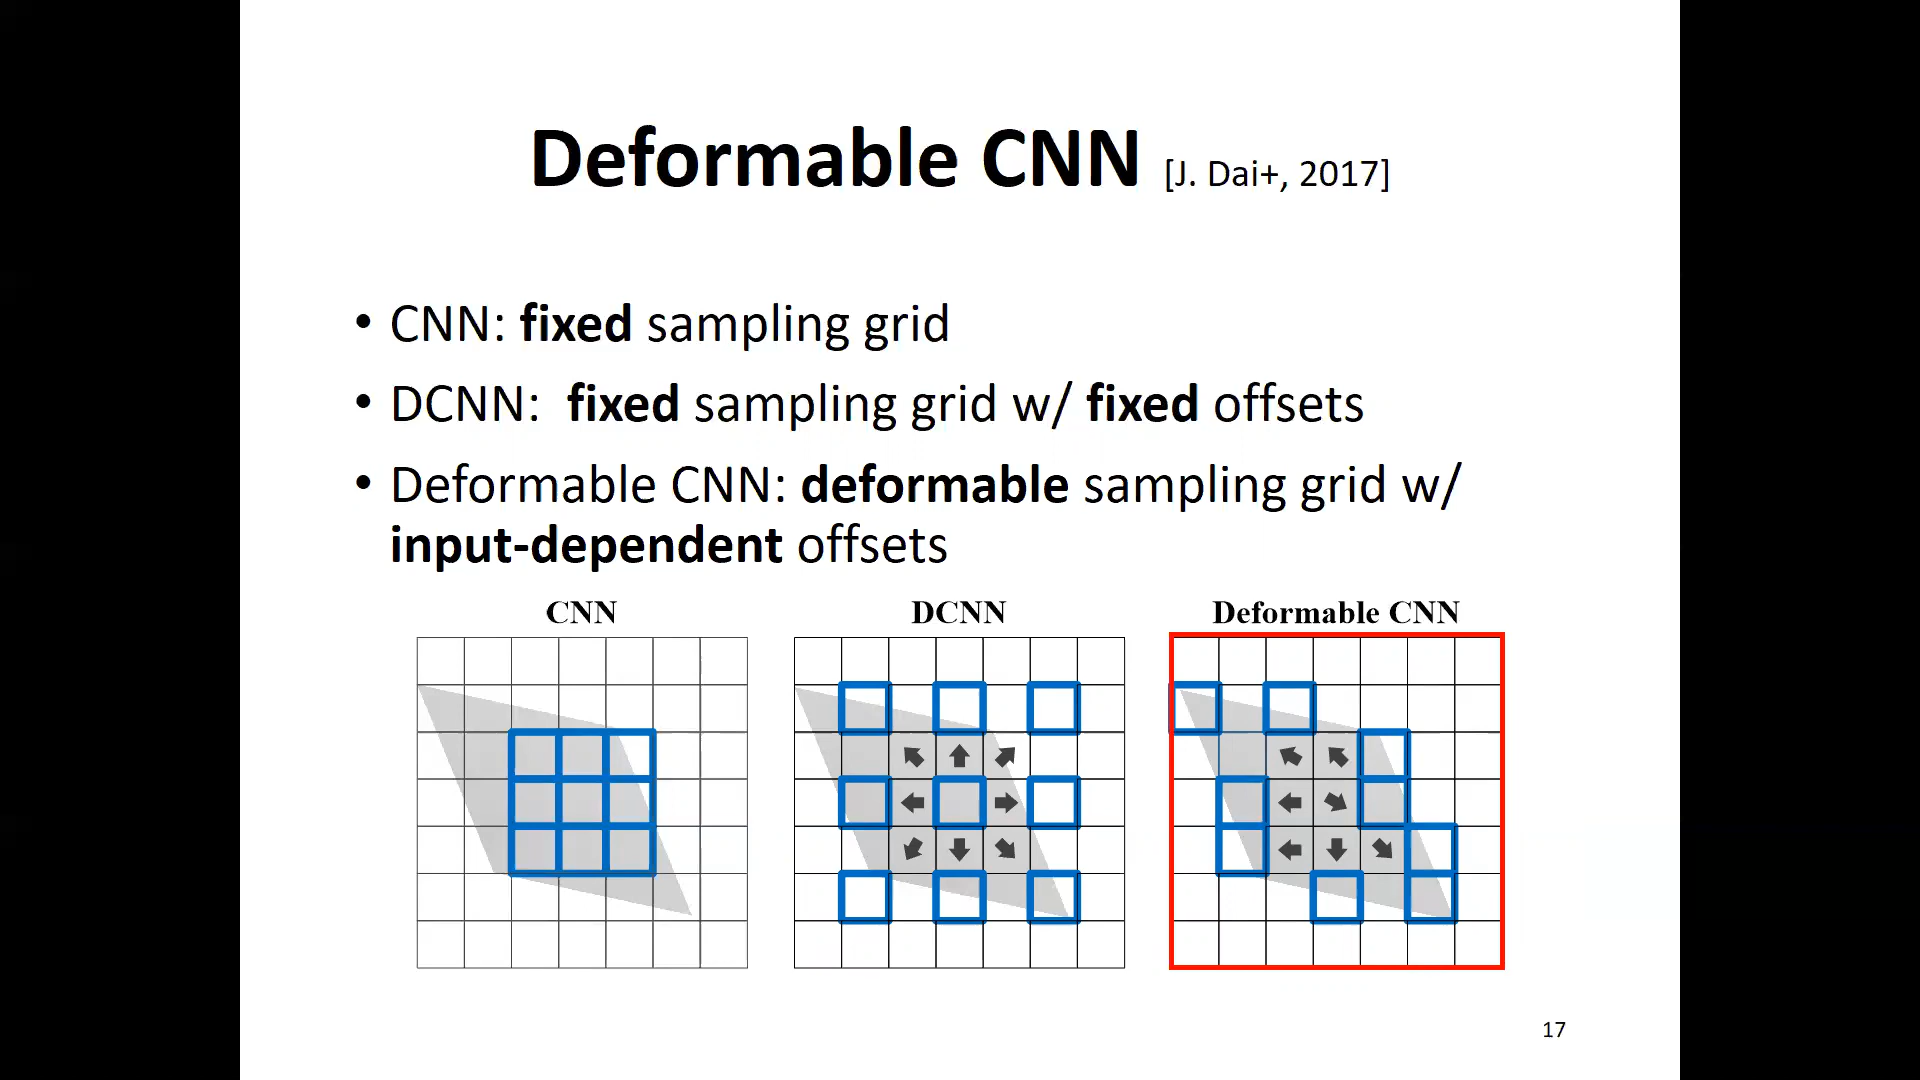 Deformable CNN [J. Dai+, 2017]
• CNN: fixed sampling grid
• DCNN: fixed sampling grid w/ fixed offsets
• Deformable CNN: deformable sampling grid w/
input-dependent offsets
CNN DCNN Deformable CNN
17